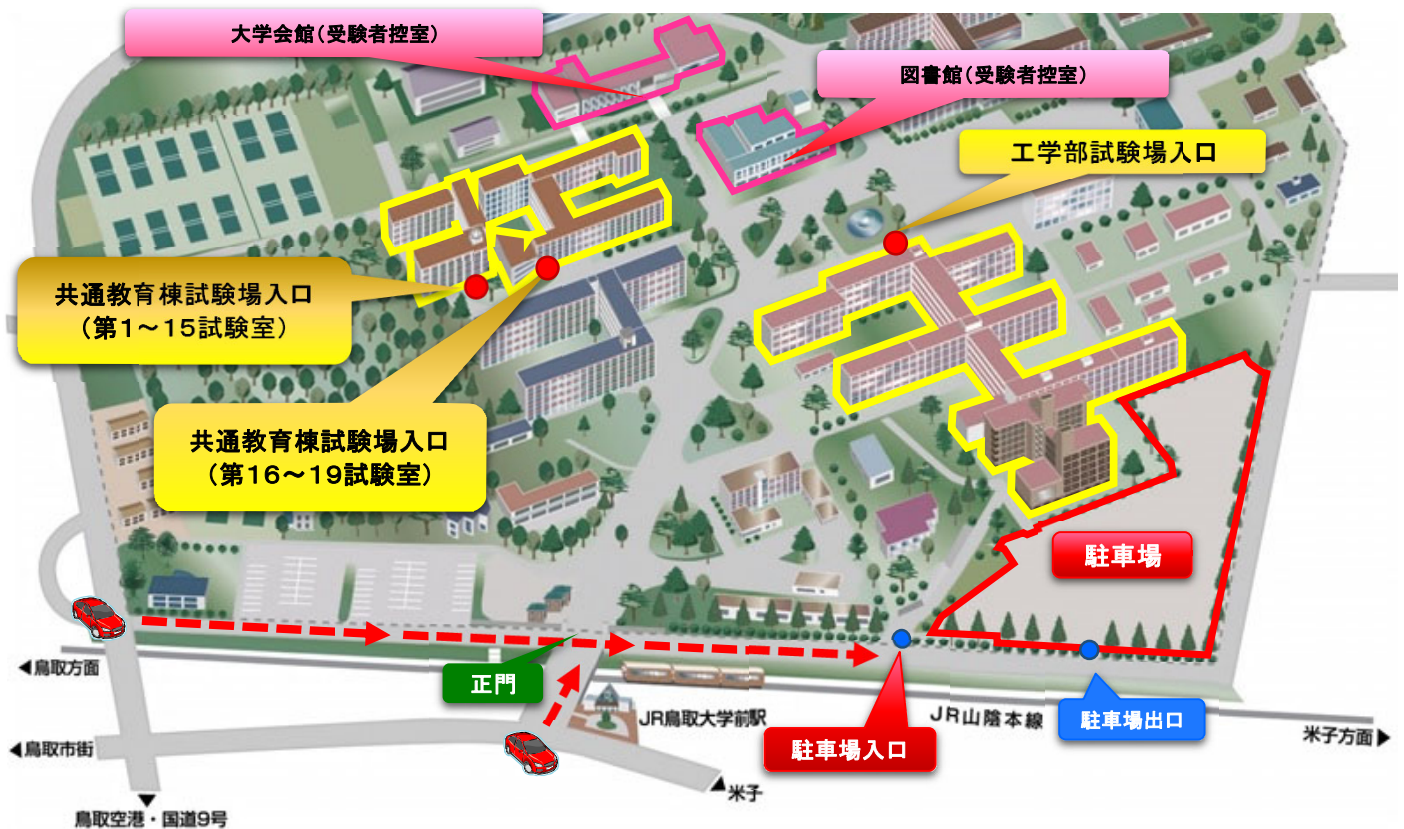 大学会館(受験者控室)
図書館(受験者控室)
工学部試験場入口
共通教育棟試験場入口
(第1～15試験室)
共通教育棟試験場入口
(第16～19試験室)
駐車場
◀鳥取方面
正門
JR鳥取大学前駅
JR山陰本線
駐車場出口
◀鳥取市街
駐車場入口
米子方面▶
▲米子
▼
鳥取空港・国道9号